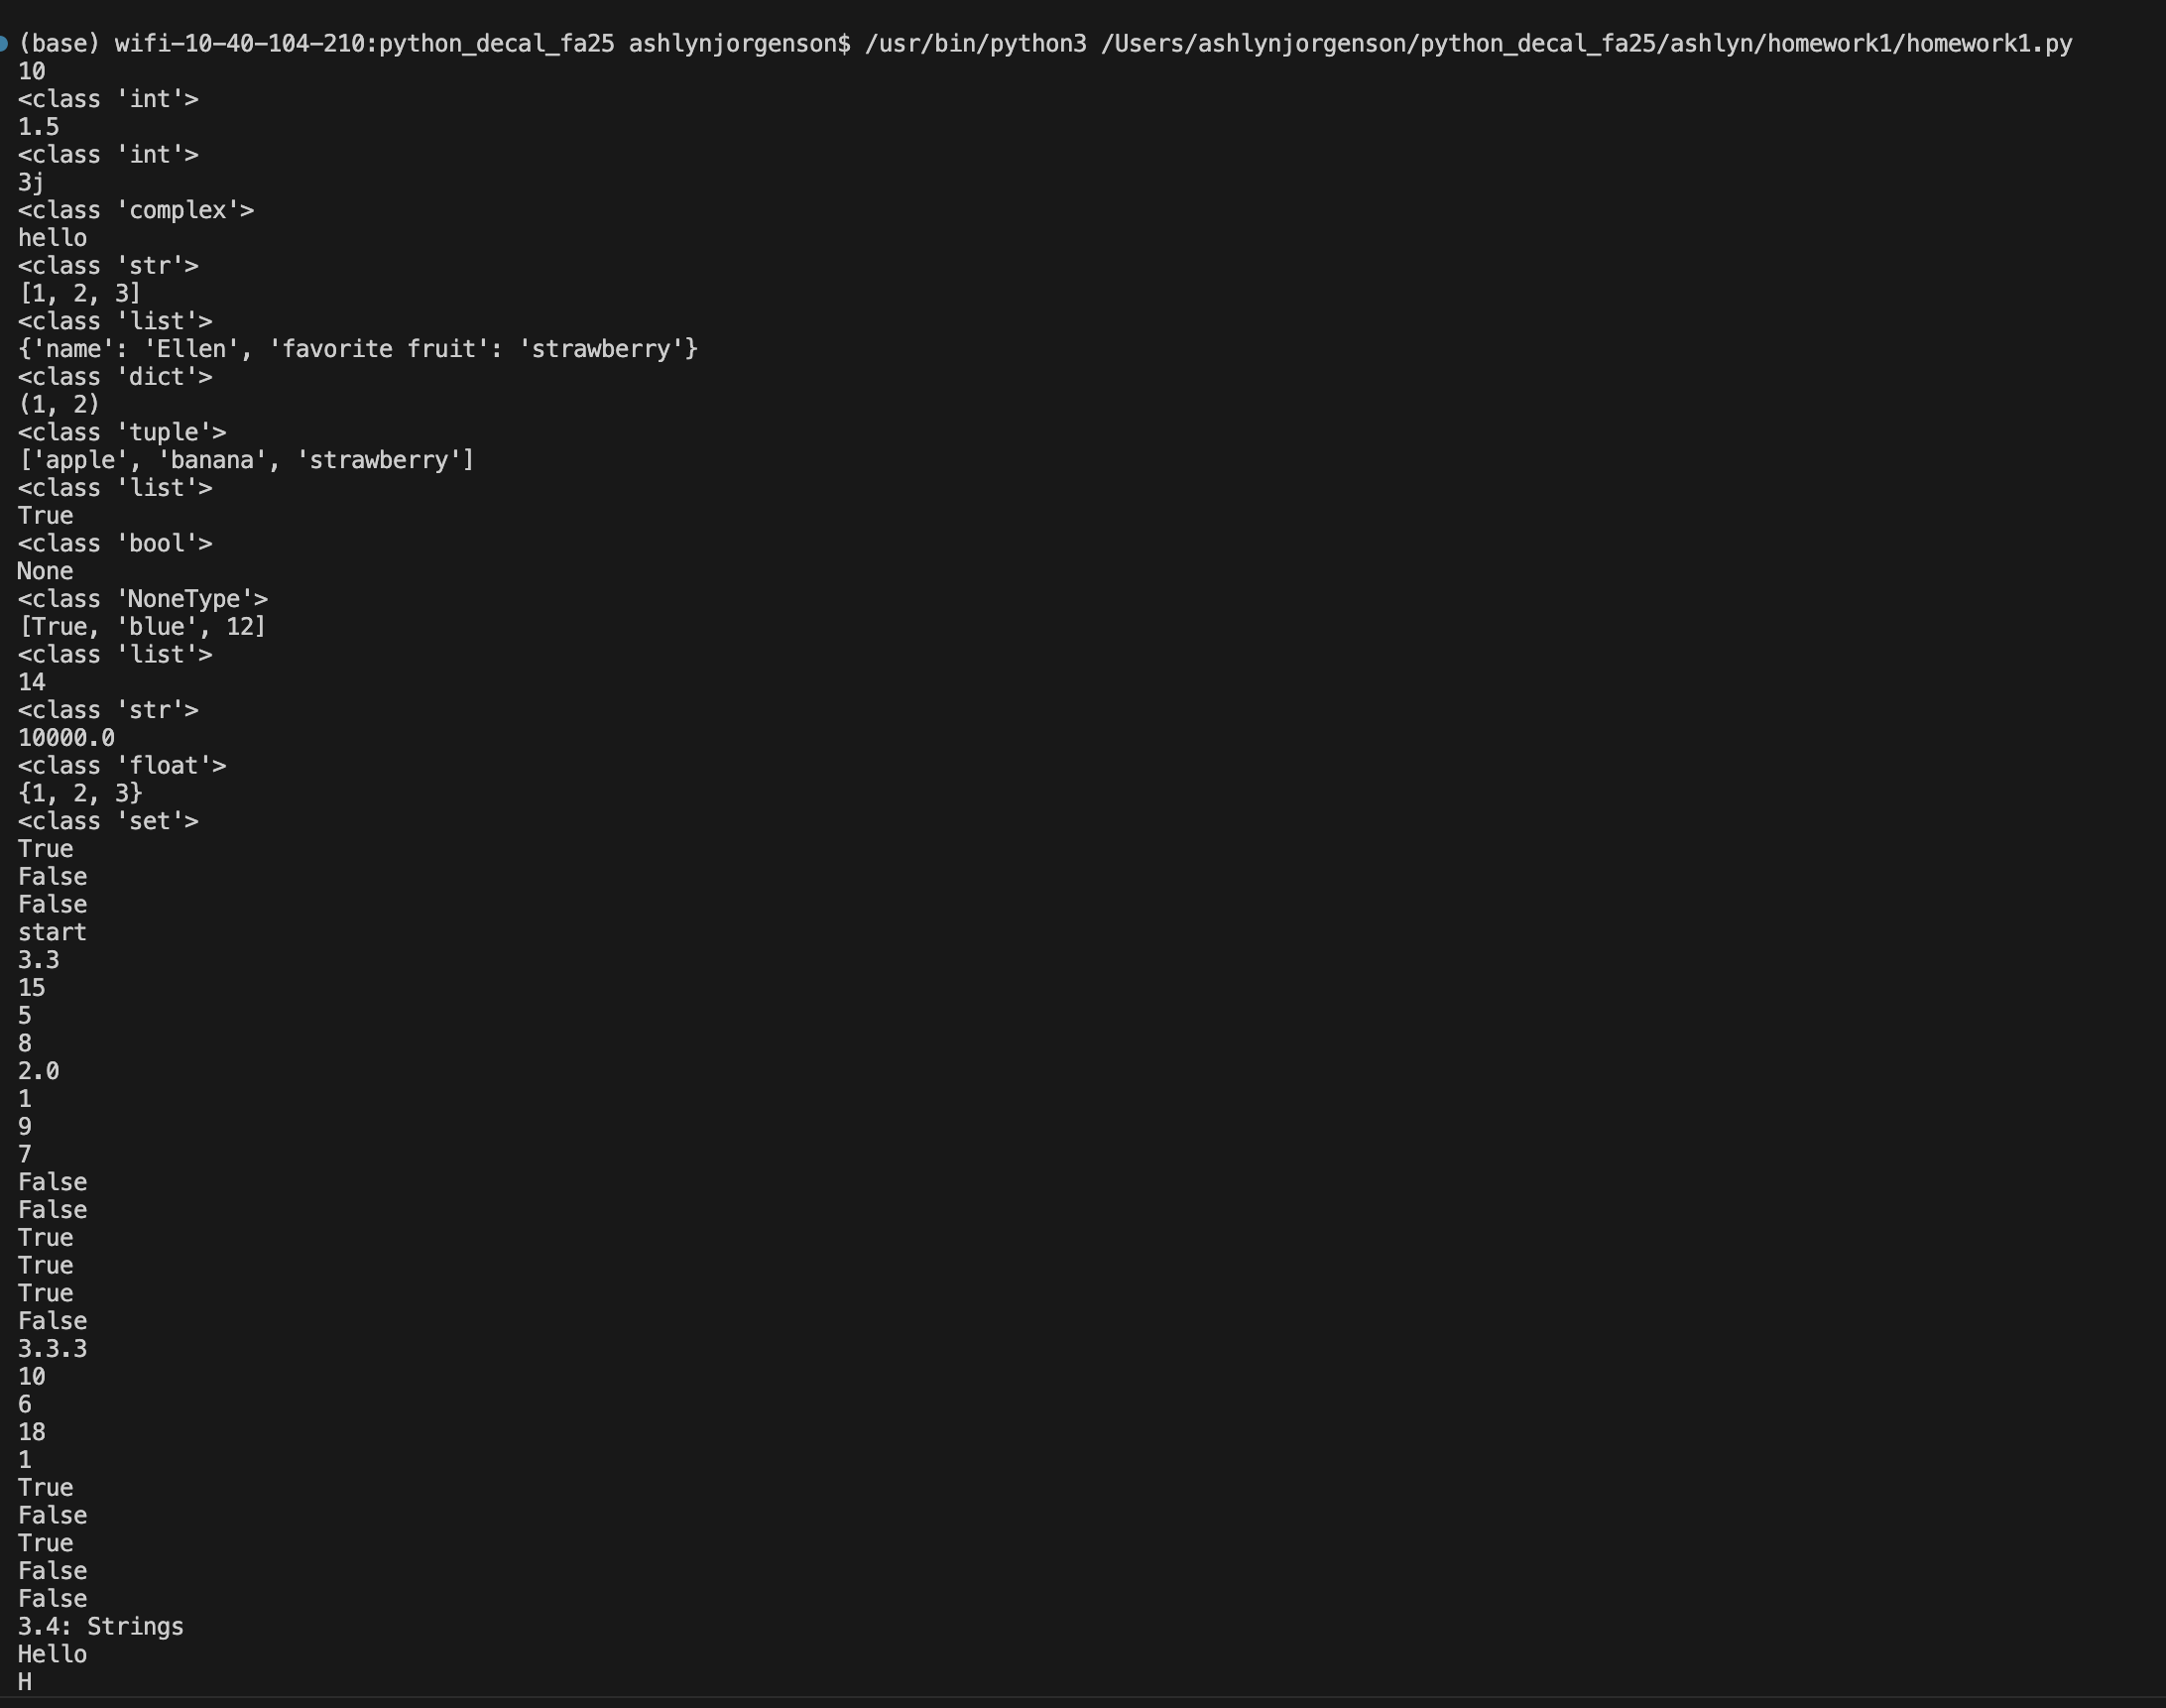 (base) wifi-10-40-104-210:python_decal_fa25 ashlynjorgenson$ /usr/bin/python3 /Users/ashlynjorgenson/python_decal_fa25/ashlyn/homework1/homework1.py
10
<class 'int'>
1.5
<class 'int'>
3j
<class 'complex'>
hello
<class 'str'>
[1, 2, 3]
<class 'list'>
{'name': 'Ellen', 'favorite fruit': 'strawberry'}
<class 'dict'>
(1, 2)
<class 'tuple'>
['apple', 'banana', 'strawberry']
<class 'list'>
True
<class 'bool'>
None
<class 'NoneType'>
[True, 'blue', 12]
<class 'list'>
14
<class 'str'>
10000.0
<class 'float'>
{1, 2, 3}
<class 'set'>
True
False
False
start
3.3
15
5
8
2.0
1
9
7
False
False
True
True
True
False
3.3.3
10
6
18
1
True
False
True
False
False
3.4: Strings
Hello
H